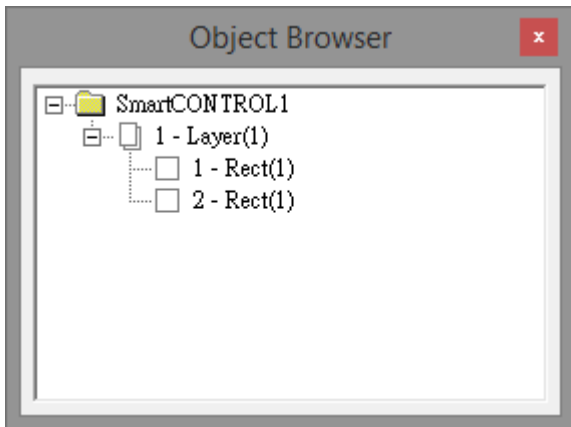 Object Browser
x
SmartCONTROL1
1 - Layer(1)
1 - Rect(1)
2 - Rect(1)